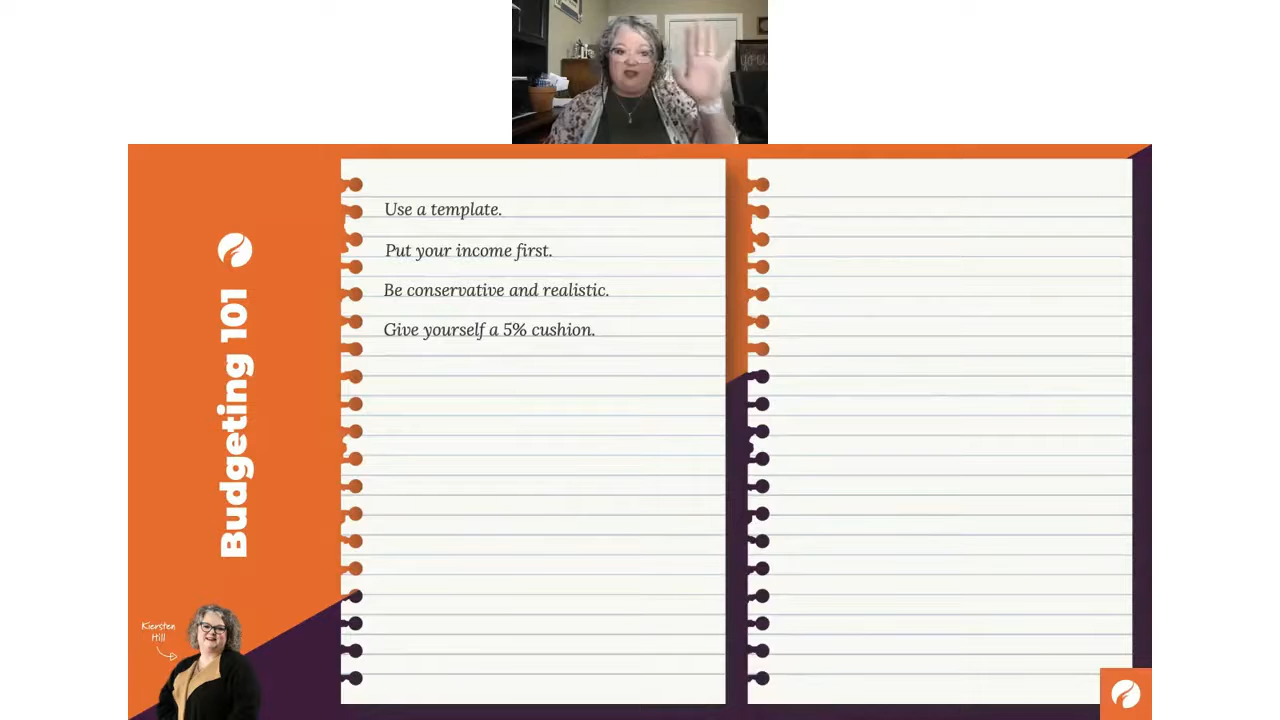 Budgeting 101
Use a template.
Put your income first.
Be conservative and realistic.
Give yourself a 5% cushion.
Kiersten
Hill